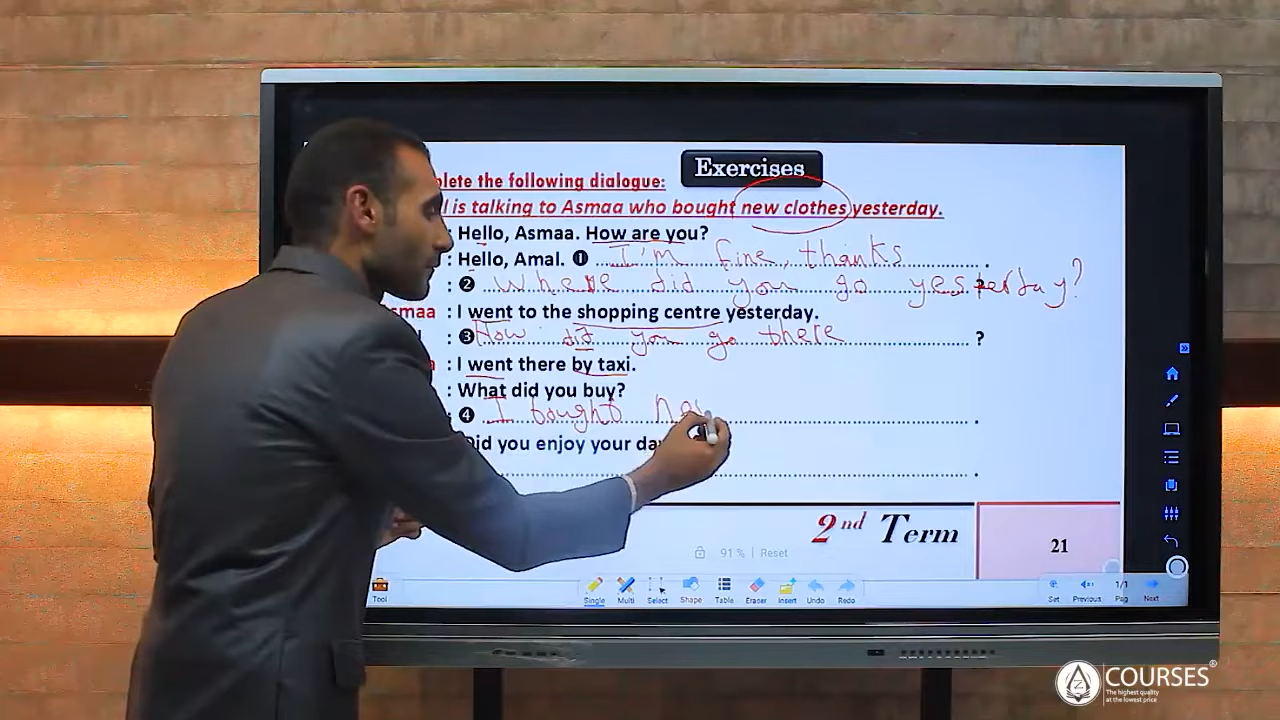 Exercises
plete the following dialogue:
l is talking to Asmaa who bought new clothes yesterday.
: Hello, Asmaa. How are you?
: Hello, Amal. ❶ I'm fine, thanks .
: ❷ Where did you go yesterday?
smaa : I went to the shopping centre yesterday.
l : ❸ How did you go there ?
a : I went there by taxi.
: What did you buy?
: ❹ I bought ne .
Did you enjoy your da
.
2nd Term
21
91% | Reset
Tool Single Multi Select Shape Table Eraser Insert Undo Redo Set Previous 1/1 Pag Next
COURSES®
The highest quality
at the lowest price